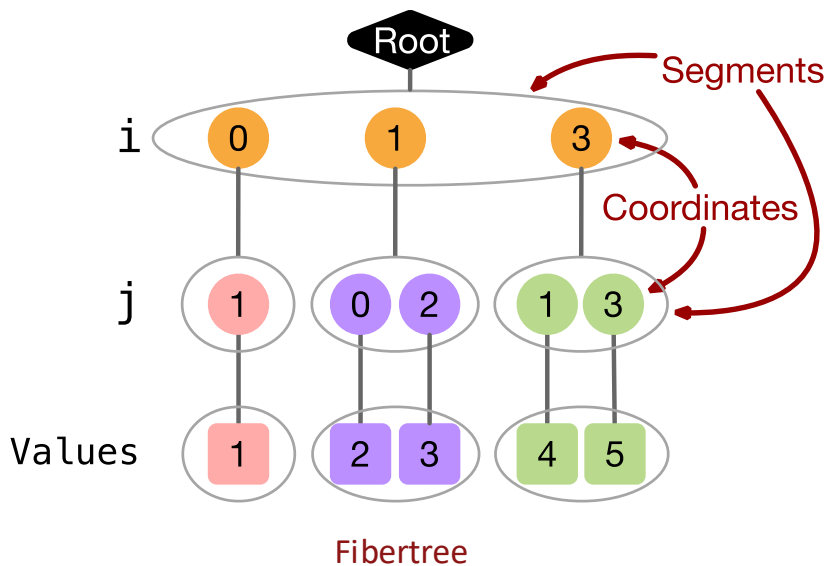 Root
Segments
i 0 1 3
Coordinates
j 1 0 2 1 3
Values 1 2 3 4 5
Fibertree